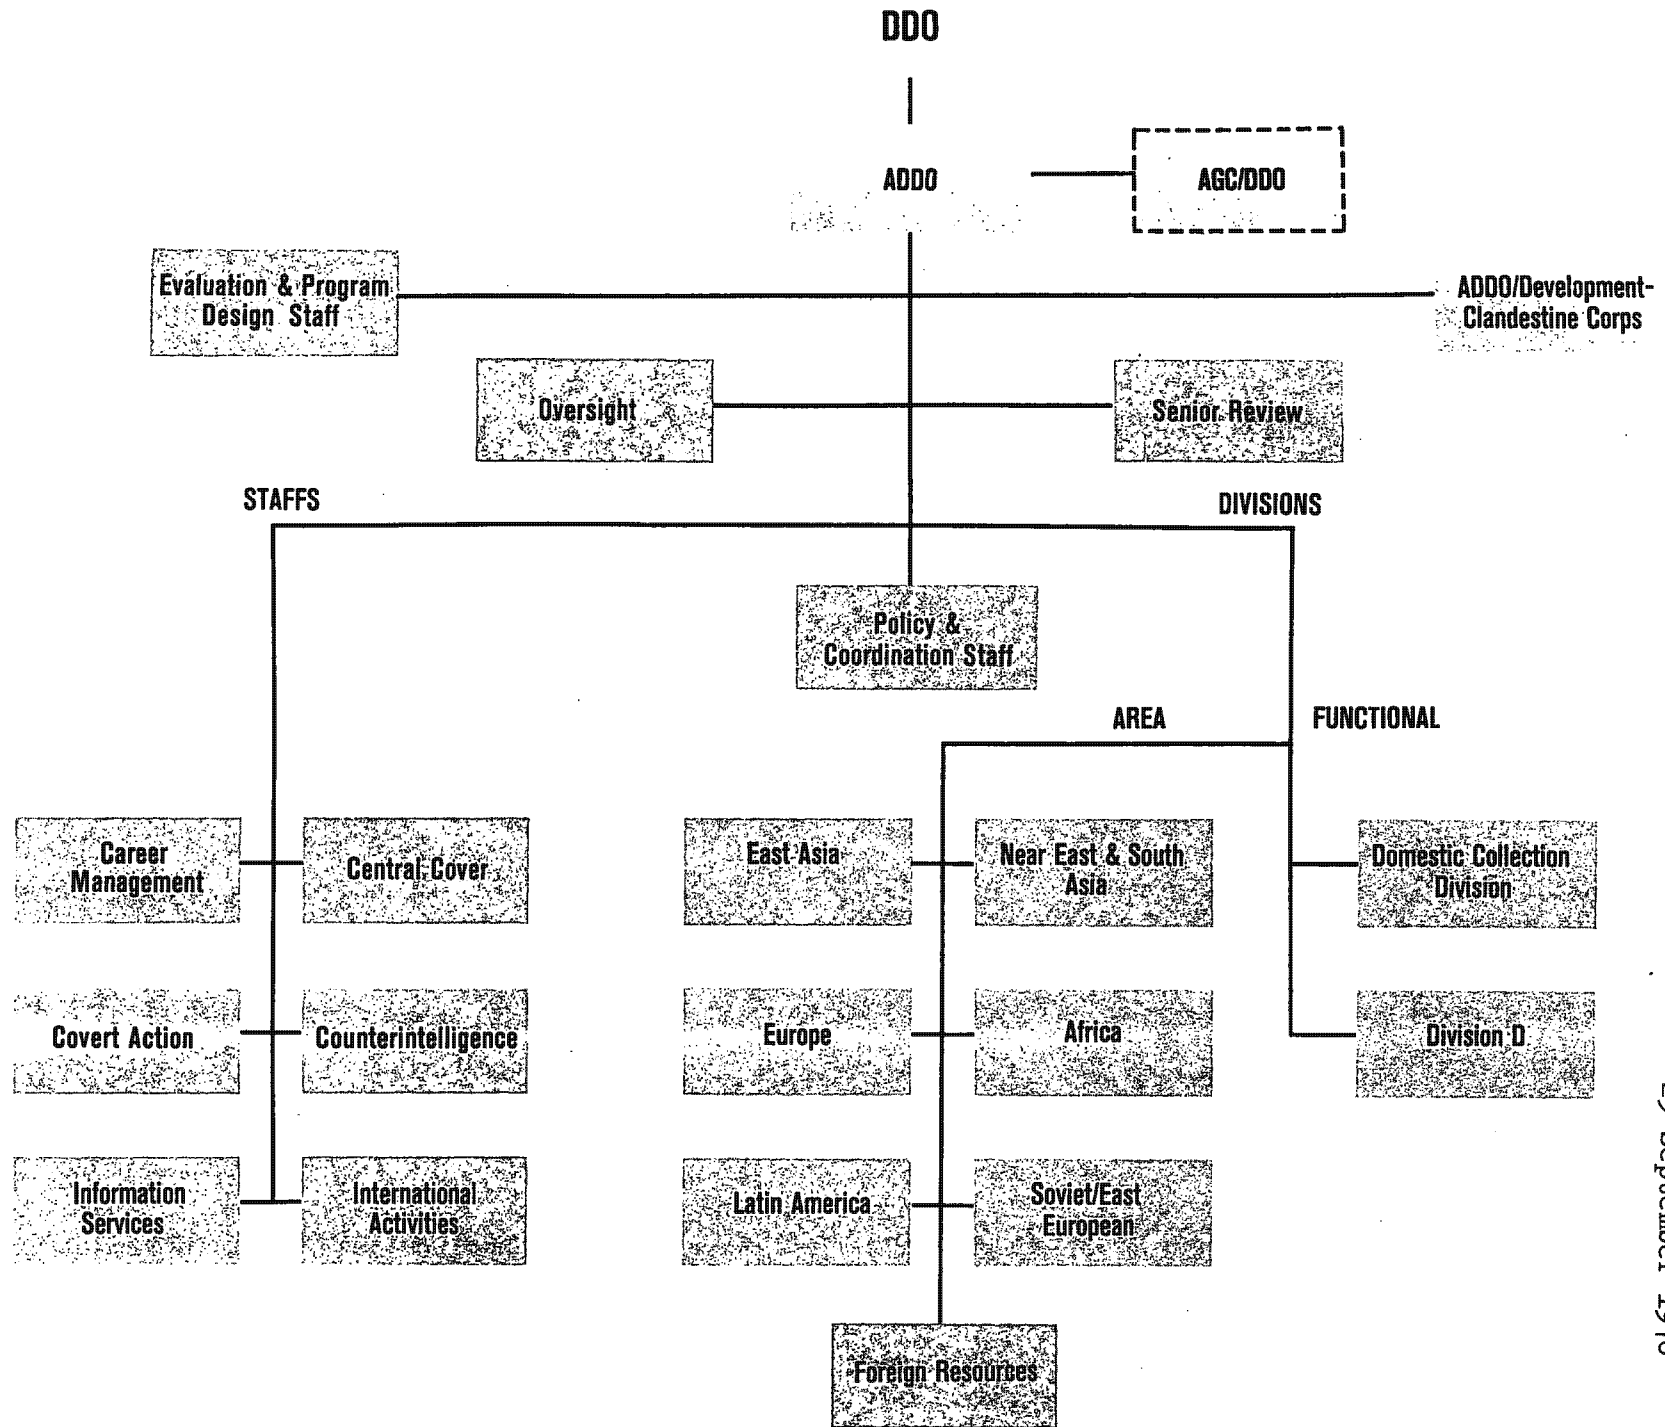 DDO
ADDO
AGC/DDO
Evaluation & Program
Design Staff
ADDO/Development-
Clandestine Corps
Oversight
Senior Review
STAFFS
DIVISIONS
Policy &
Coordination Staff
AREA
FUNCTIONAL
Career
Management
Central Cover
East Asia
Near East & South
Asia
Domestic Collection
Division
Covert Action
Counterintelligence
Europe
Africa
Division D
Information
Services
International
Activities
Latin America
Soviet/East
European
Foreign Resources
September